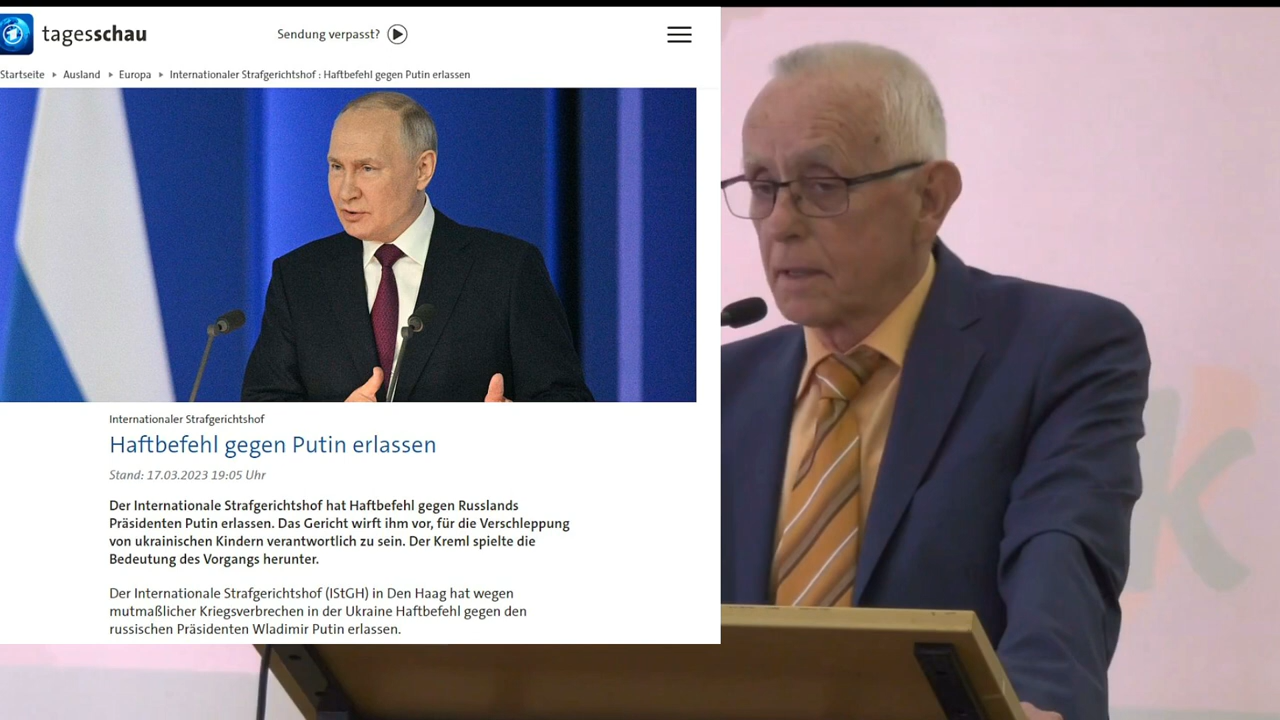 tagesschau
Sendung verpasst?
Startseite ▸ Ausland ▸ Europa ▸ Internationaler Strafgerichtshof : Haftbefehl gegen Putin erlassen
Internationaler Strafgerichtshof
Haftbefehl gegen Putin erlassen
Stand: 17.03.2023 19:05 Uhr
Der Internationale Strafgerichtshof hat Haftbefehl gegen Russlands
Präsidenten Putin erlassen. Das Gericht wirft ihm vor, für die Verschleppung
von ukrainischen Kindern verantwortlich zu sein. Der Kreml spielte die
Bedeutung des Vorgangs herunter.
Der Internationale Strafgerichtshof (IStGH) in Den Haag hat wegen
mutmaßlicher Kriegsverbrechen in der Ukraine Haftbefehl gegen den
russischen Präsidenten Wladimir Putin erlassen.
k